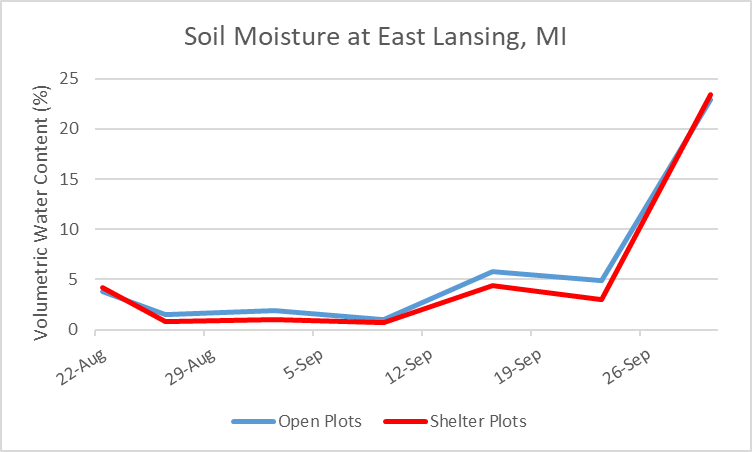 Soil Moisture at East Lansing, MI
Volumetric Water Content (%)
25
20
15
10
5
0
22-Aug
29-Aug
5-Sep
12-Sep
19-Sep
26-Sep
Open Plots
Shelter Plots